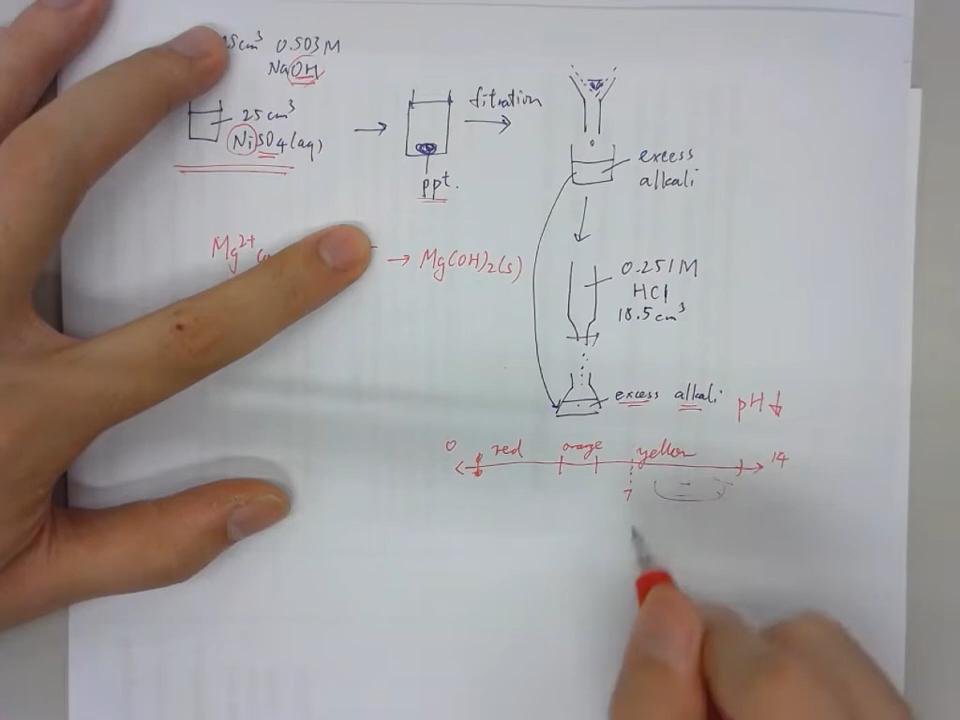 5cm³ 0.503M
NaOH
25cm³
NiSO4(aq)
ppt.
filtration
excess
alkali
Mg2+
→ Mg(OH)2(s)
0.251M
HCl
18.5cm³
excess alkali pH↓
0 red orange yellow 14
7